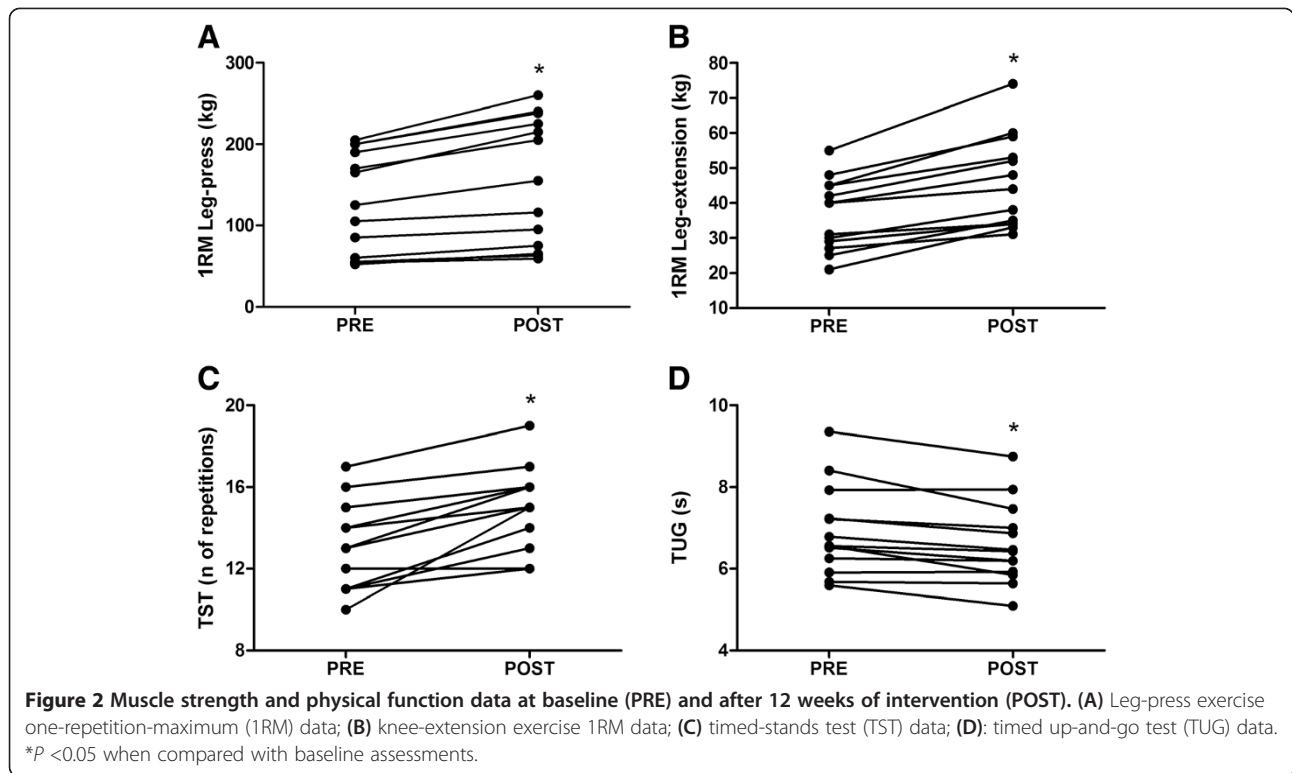 A
*
300
200
100
0
1RM Leg-press (kg)
PRE POST
B
*
80
70
60
50
40
30
20
10
1RM Leg-extension (kg)
PRE POST
C
*
20
16
12
8
TST (n of repetitions)
PRE POST
D
*
10
8
6
4
TUG (s)
PRE POST
Figure 2 Muscle strength and physical function data at baseline (PRE) and after 12 weeks of intervention (POST). (A) Leg-press exercise
one-repetition-maximum (1RM) data; (B) knee-extension exercise 1RM data; (C) timed-stands test (TST) data; (D): timed up-and-go test (TUG) data.
*P <0.05 when compared with baseline assessments.